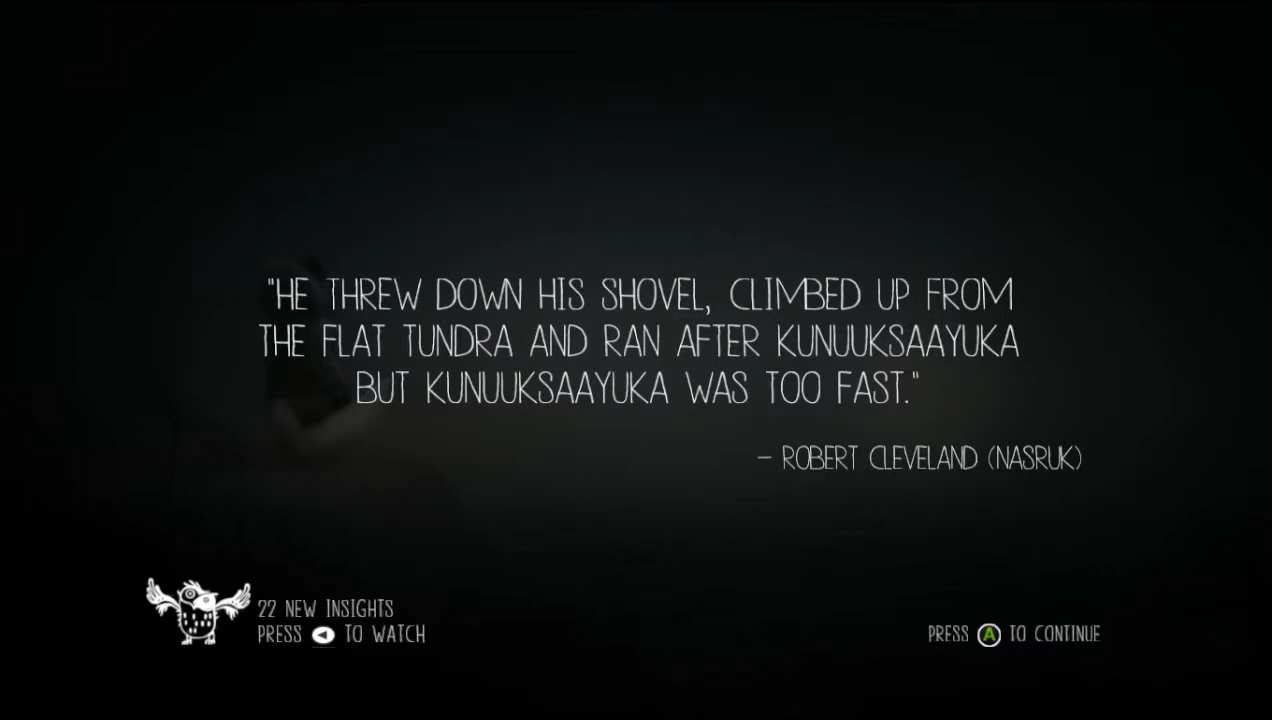 "HE THREW DOWN HIS SHOVEL, CLIMBED UP FROM
THE FLAT TUNDRA AND RAN AFTER KUNUUKSAAYUKA
BUT KUNUUKSAAYUKA WAS TOO FAST."
– ROBERT CLEVELAND (NASRUK)
22 NEW INSIGHTS
PRESS ◄ TO WATCH
PRESS A TO CONTINUE